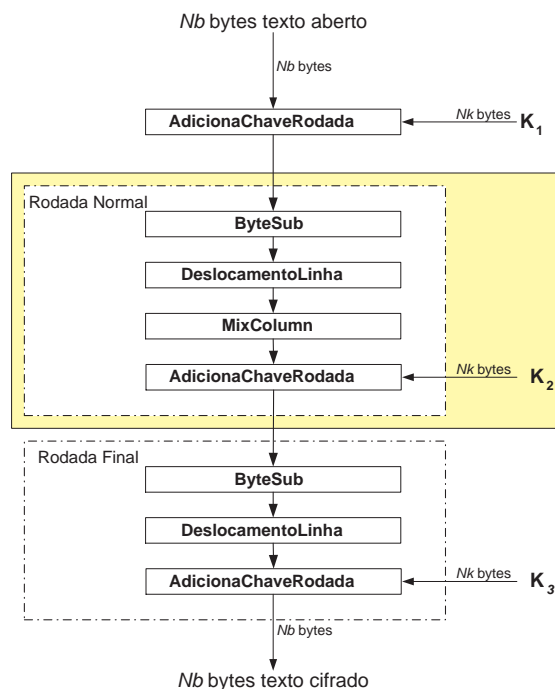 Nb bytes texto aberto
Nb bytes
AdicionaChaveRodada
Nk bytes
K1
Rodada Normal
ByteSub
DeslocamentoLinha
MixColumn
AdicionaChaveRodada
Nk bytes
K2
Rodada Final
ByteSub
DeslocamentoLinha
AdicionaChaveRodada
Nk bytes
K3
Nb bytes
Nb bytes texto cifrado